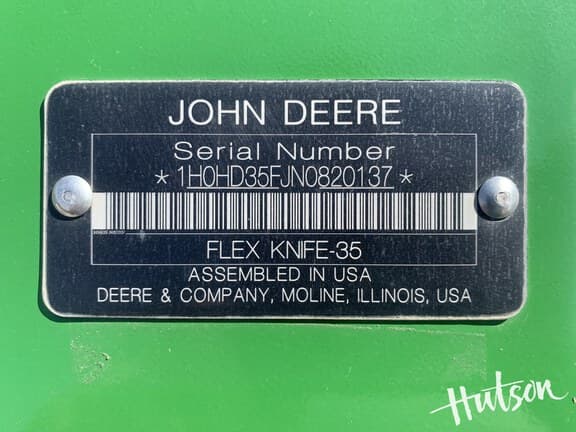 JOHN DEERE
Serial Number
*1H0HD35FJN0820137*
FLEX KNIFE-35
ASSEMBLED IN USA
DEERE & COMPANY, MOLINE, ILLINOIS, USA
Hutson